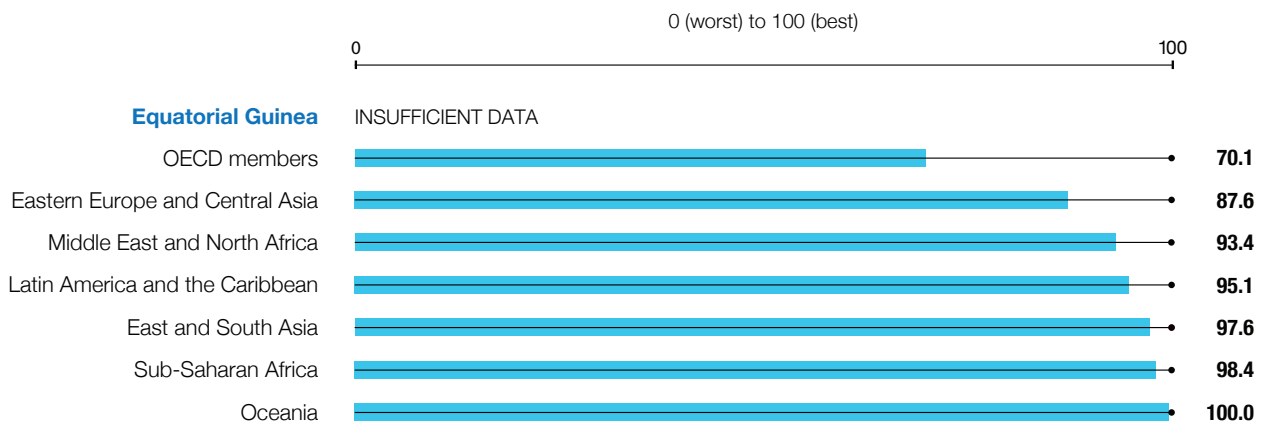 0 (worst) to 100 (best)
0 100
Equatorial Guinea INSUFFICIENT DATA
OECD members 70.1
Eastern Europe and Central Asia 87.6
Middle East and North Africa 93.4
Latin America and the Caribbean 95.1
East and South Asia 97.6
Sub-Saharan Africa 98.4
Oceania 100.0